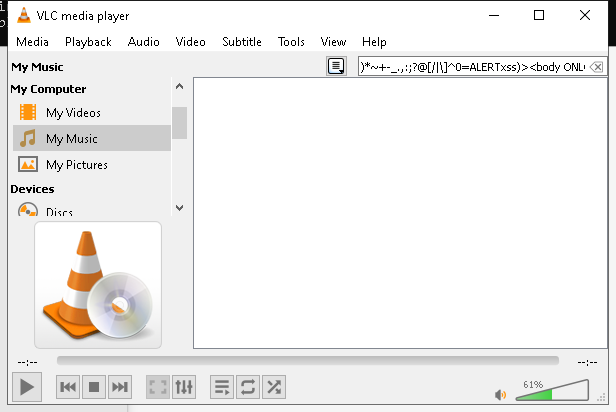 VLC media player
Media Playback Audio Video Subtitle Tools View Help
My Music
)*~+-_.,:;?@[/|\]^0=ALERTxss)><body ONL
My Computer
My Videos
My Music
My Pictures
Devices
Discs
--:-- --:--
61%